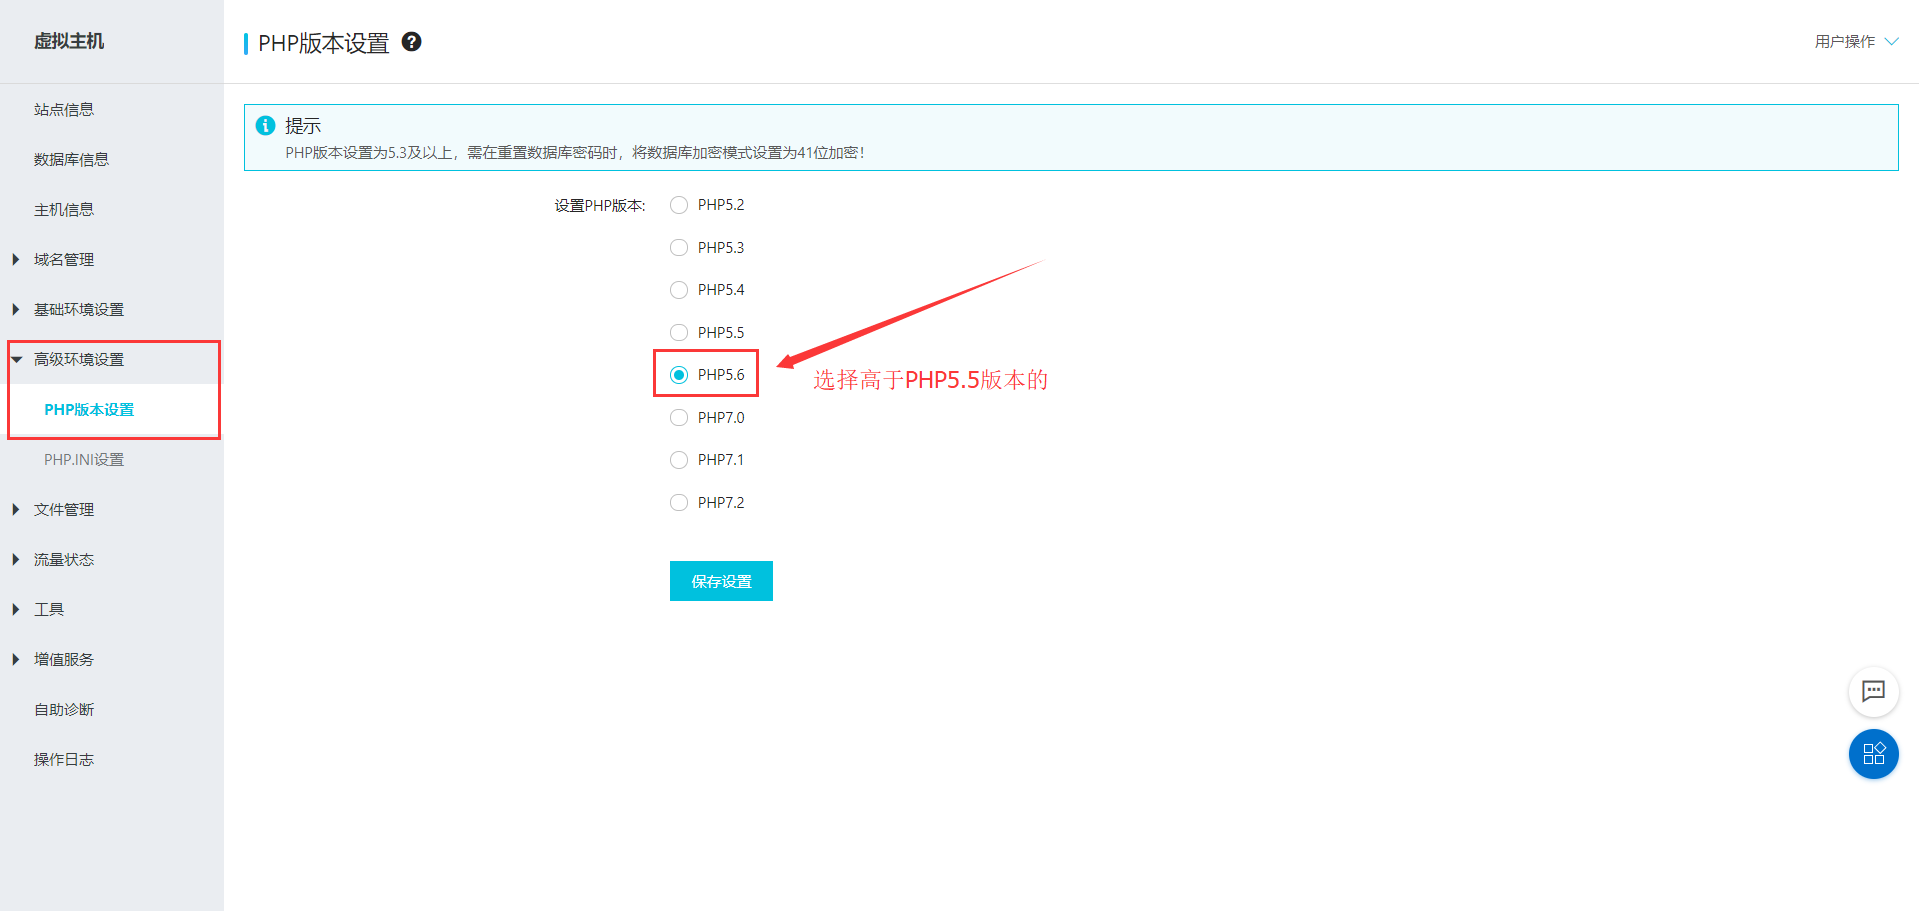 虚拟主机
站点信息
数据库信息
主机信息
域名管理
基础环境设置
高级环境设置
PHP版本设置
PHP.INI设置
文件管理
流量状态
工具
增值服务
自助诊断
操作日志
PHP版本设置
用户操作
提示
PHP版本设置为5.3及以上，需在重置数据库密码时，将数据库加密模式设置为41位加密！
设置PHP版本:
PHP5.2
PHP5.3
PHP5.4
PHP5.5
PHP5.6
选择高于PHP5.5版本的
PHP7.0
PHP7.1
PHP7.2
保存设置